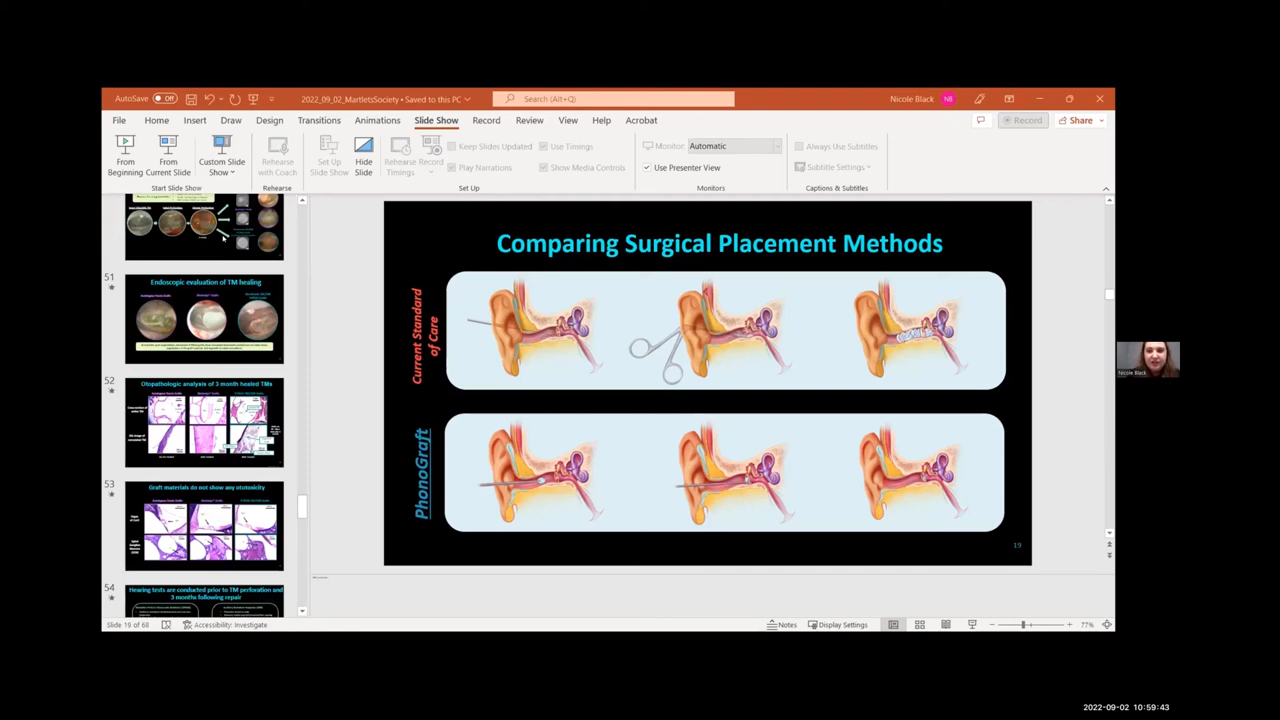 AutoSave Off
2022_09_02_MartletsSociety • Saved to this PC
Search (Alt+Q)
Nicole Black
NB
File Home Insert Draw Design Transitions Animations Slide Show Record Review View Help Acrobat
Record
Share
From Beginning
From Current Slide
Custom Slide Show
Rehearse with Coach
Set Up Slide Show
Hide Slide
Rehearse Timings
Record
Keep Slides Updated
Play Narrations
Use Timings
Show Media Controls
Monitor: Automatic
Use Presenter View
Always Use Subtitles
Subtitle Settings
Start Slide Show
Rehearse
Set Up
Monitors
Captions & Subtitles
51
Endoscopic evaluation of TM healing
52
Otopathologic analysis of 3 month healed TMs
53
Graft materials do not show any ototoxicity
54
Hearing tests are conducted prior to TM perforation and
3 months following repair
Comparing Surgical Placement Methods
Current Standard
of Care
PhonoGraft
19
Nicole Black
Slide 19 of 68
Accessibility: Investigate
Notes
Display Settings
77%
2022-09-02 10:59:43